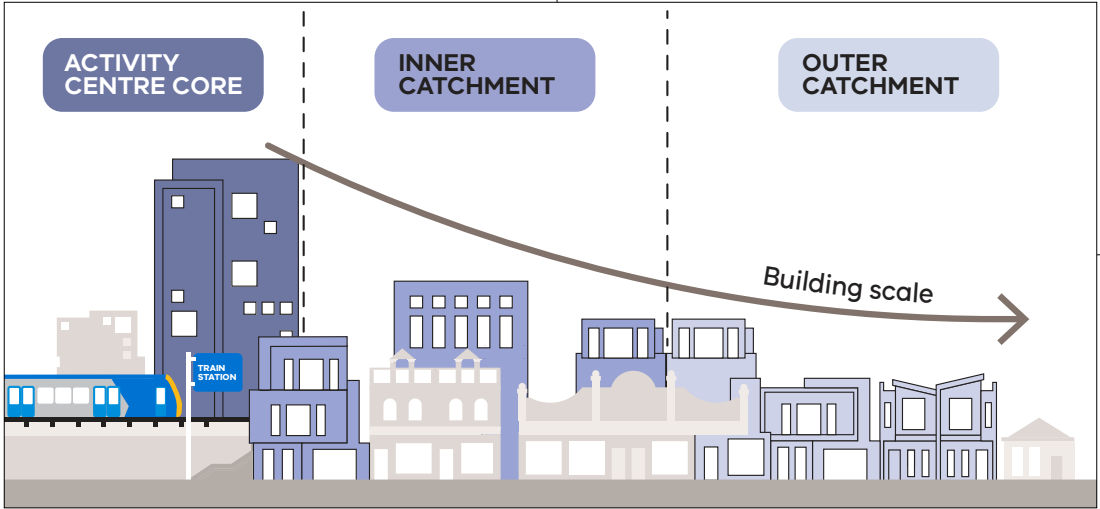 ACTIVITY
CENTRE CORE
INNER
CATCHMENT
OUTER
CATCHMENT
Building scale
TRAIN
STATION